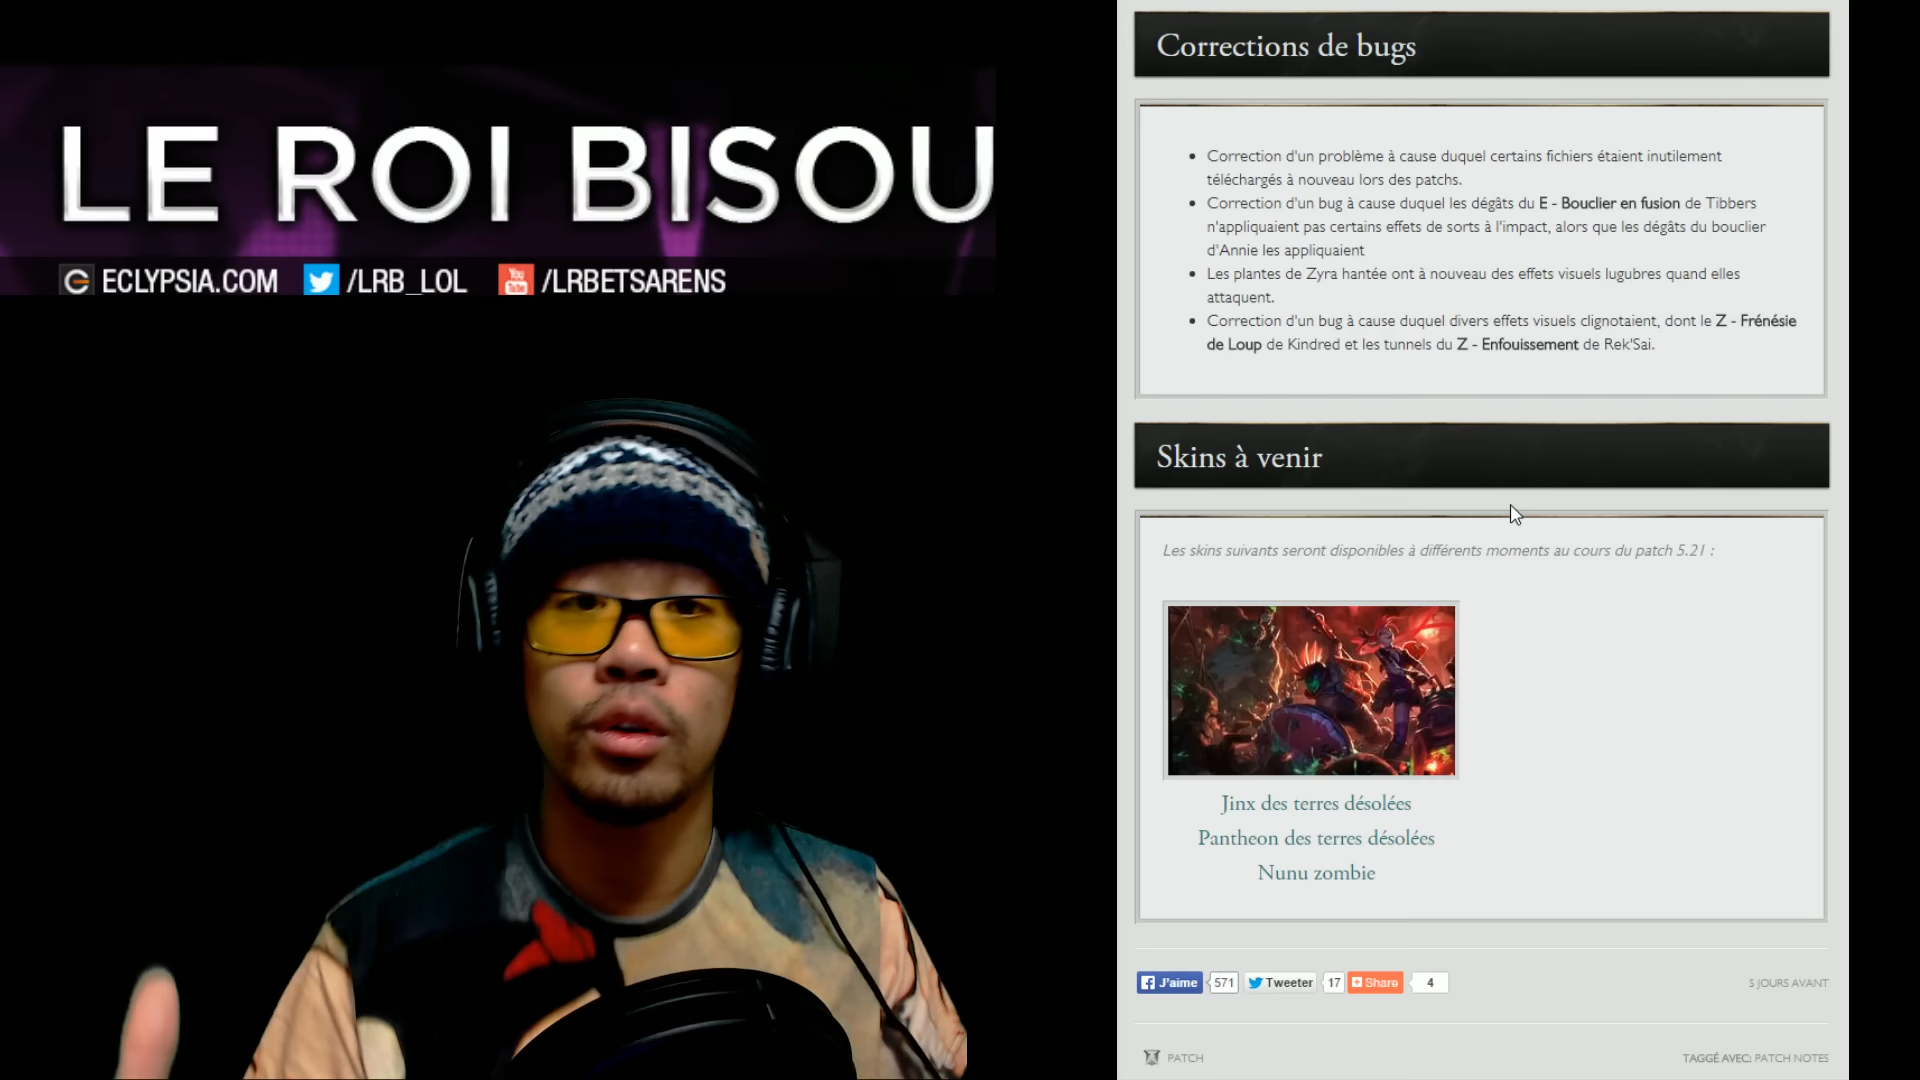 LE ROI BISOU
ECLYPSIA.COM /LRB_LOL You Tube /LRBETSARENS
Corrections de bugs
• Correction d'un problème à cause duquel certains fichiers étaient inutilement
téléchargés à nouveau lors des patchs.
• Correction d'un bug à cause duquel les dégâts du E - Bouclier en fusion de Tibbers
n'appliquaient pas certains effets de sorts à l'impact, alors que les dégâts du bouclier
d'Annie les appliquaient
• Les plantes de Zyra hantée ont à nouveau des effets visuels lugubres quand elles
attaquent.
• Correction d'un bug à cause duquel divers effets visuels clignotaient, dont le Z - Frénésie
de Loup de Kindred et les tunnels du Z - Enfouissement de Rek'Sai.
Skins à venir
Les skins suivants seront disponibles à différents moments au cours du patch 5.21 :
Jinx des terres désolées
Pantheon des terres désolées
Nunu zombie
J'aime 571 Tweeter 17 Share 4
5 JOURS AVANT
PATCH
TAGGÉ AVEC: PATCH NOTES